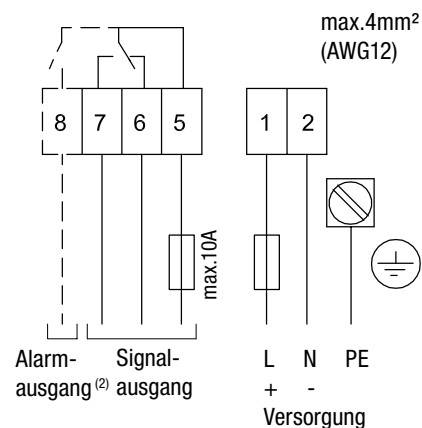 max.4mm²
(AWG12)
8 7 6 5 1 2
max.10A
Alarm-
ausgang (2)
Signal-
ausgang
L N PE
+ -
Versorgung